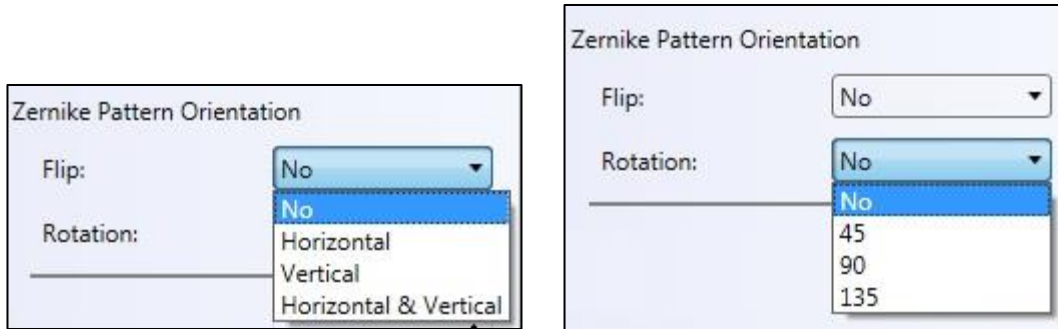 Zernike Pattern Orientation
Flip:
No
No
Horizontal
Vertical
Horizontal & Vertical
Rotation:
Zernike Pattern Orientation
Flip:
No
Rotation:
No
No
45
90
135